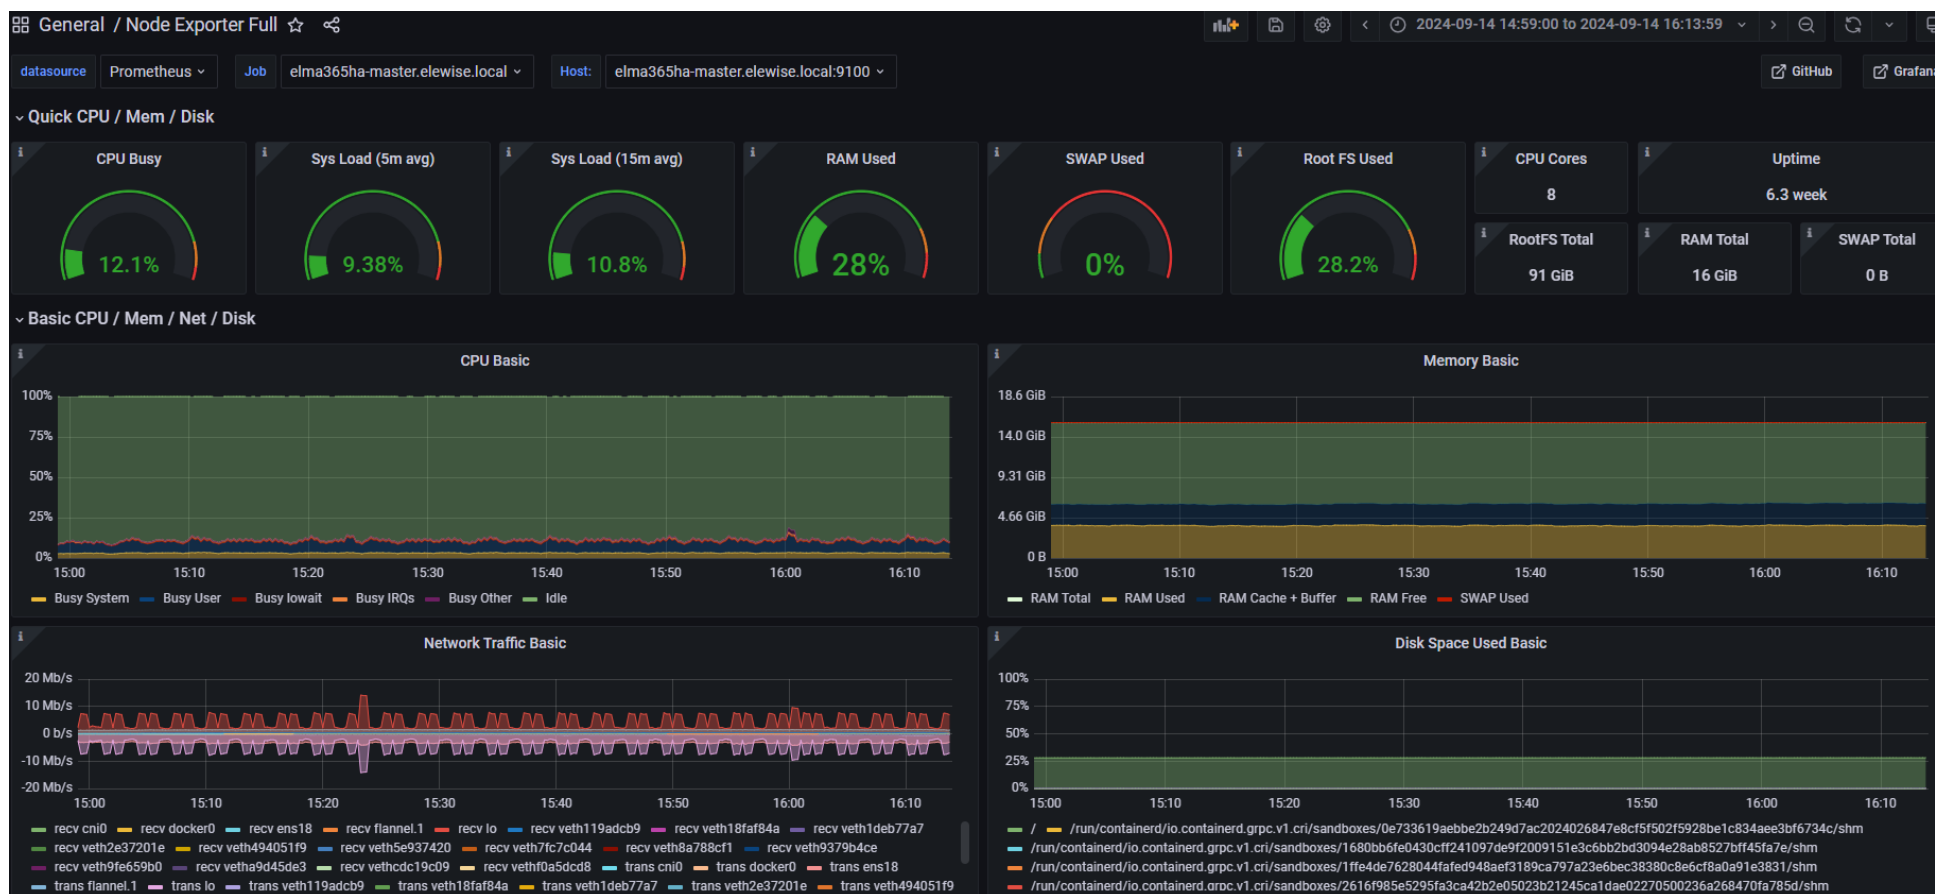 General / Node Exporter Full
2024-09-14 14:59:00 to 2024-09-14 16:13:59
datasource Prometheus Job elma365ha-master.elewise.local Host: elma365ha-master.elewise.local:9100 GitHub Grafana
Quick CPU / Mem / Disk
CPU Busy
12.1%
Sys Load (5m avg)
9.38%
Sys Load (15m avg)
10.8%
RAM Used
28%
SWAP Used
0%
Root FS Used
28.2%
CPU Cores
8
Uptime
6.3 week
RootFS Total
91 GiB
RAM Total
16 GiB
SWAP Total
0 B
Basic CPU / Mem / Net / Disk
CPU Basic
100%
75%
50%
25%
0%
15:00 15:10 15:20 15:30 15:40 15:50 16:00 16:10
Busy System Busy User Busy Iowait Busy IRQs Busy Other Idle
Memory Basic
18.6 GiB
14.0 GiB
9.31 GiB
4.66 GiB
0 B
15:00 15:10 15:20 15:30 15:40 15:50 16:00 16:10
RAM Total RAM Used RAM Cache + Buffer RAM Free SWAP Used
Network Traffic Basic
20 Mb/s
10 Mb/s
0 b/s
-10 Mb/s
-20 Mb/s
15:00 15:10 15:20 15:30 15:40 15:50 16:00 16:10
recv cni0 recv docker0 recv ens18 recv flannel.1 recv lo recv veth119adcb9 recv veth18faf84a recv veth1deb77a7
recv veth2e37201e recv veth494051f9 recv veth5e937420 recv veth7fc7c044 recv veth8a788cf1 recv veth9379b4ce
recv veth9fe659b0 recv vetha9d45de3 recv vethcdc19c09 recv vethf0a5dcd8 trans cni0 trans docker0 trans ens18
trans flannel.1 trans lo trans veth119adcb9 trans veth18faf84a trans veth1deb77a7 trans veth2e37201e trans veth494051f9
Disk Space Used Basic
100%
75%
50%
25%
0%
15:00 15:10 15:20 15:30 15:40 15:50 16:00 16:10
/ /run/containerd/io.containerd.grpc.v1.cri/sandboxes/0e733619aebbe2b249d7ac2024026847e8cf5f502f5928be1c834aee3bf6734c/shm
/run/containerd/io.containerd.grpc.v1.cri/sandboxes/1680bb6fe0430cff241097de9f2009151e3c6bb2bd3094e28ab8527bff45fa7e/shm
/run/containerd/io.containerd.grpc.v1.cri/sandboxes/1ffe4de7628044fafed948aef3189ca797a23e6bec38380c8e6cf8a0a91e3831/shm
/run/containerd/io.containerd.grpc.v1.cri/sandboxes/2616f985e5295fa3ca42b2e05023b21245ca1dae02270500236a268470fa785d/shm